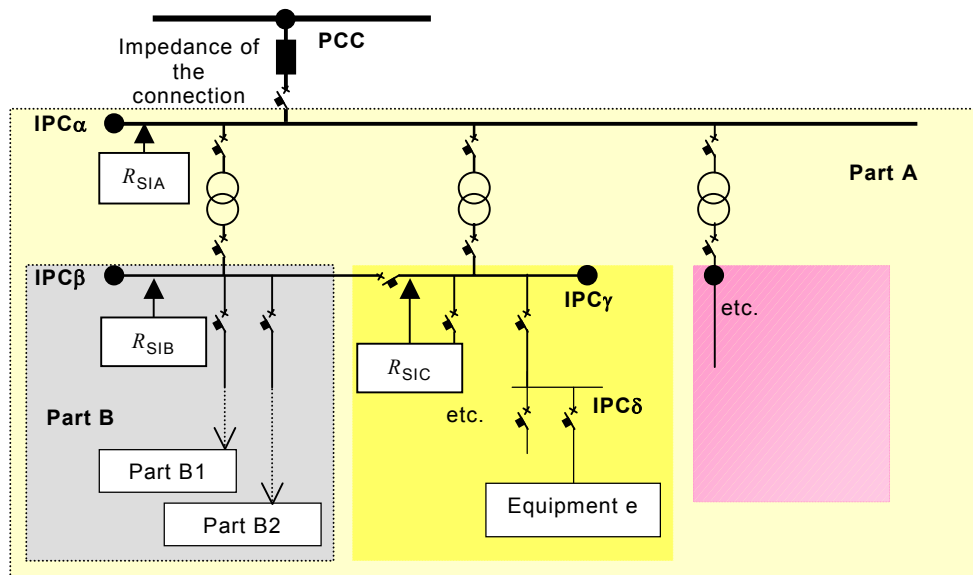 PCC
Impedance of
the
connection
IPCα
R_SIA
Part A
IPCβ
R_SIB
IPCγ
R_SIC
etc.
etc.
IPCδ
Part B
Part B1
Part B2
Equipment e